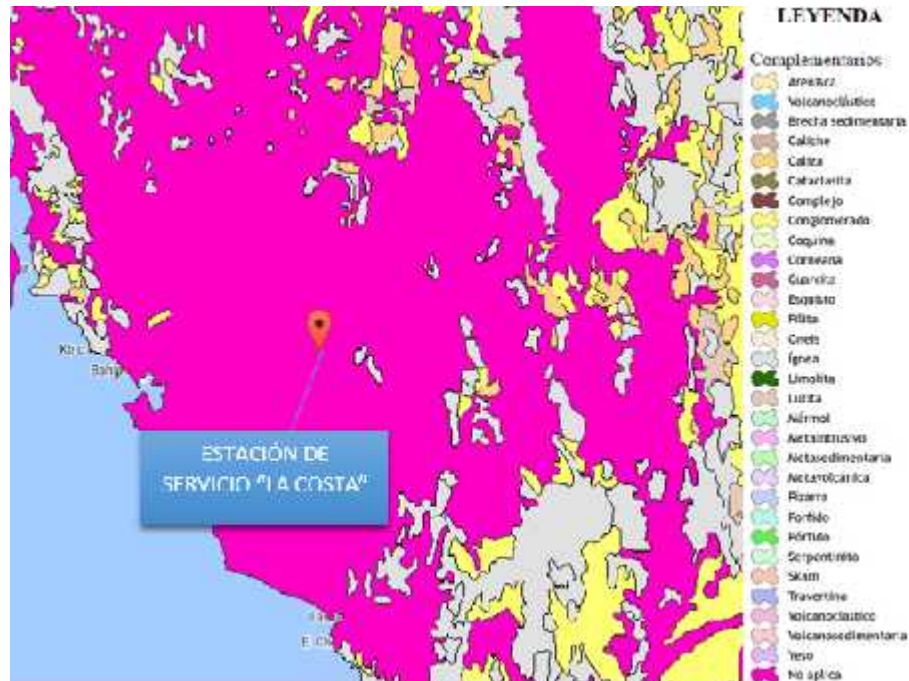 LEYENDA
Complementarios
Arenisca
Volcanoclástico
Brecha sedimentaria
Caliche
Caliza
Cataclasita
Complejo
Conglomerado
Coquina
Corneana
Cuarcita
Esquisto
Filita
Gneis
Ígnea
Limolita
Lutita
Mármol
Metaintrusivo
Metasedimentaria
Metavolcánica
Pizarra
Pórfido
Serpentinita
Skarn
Travertino
Volcanoclástico
Volcanosedimentaria
Yeso
No aplica
ESTACIÓN DE
SERVICIO "LA COSTA"